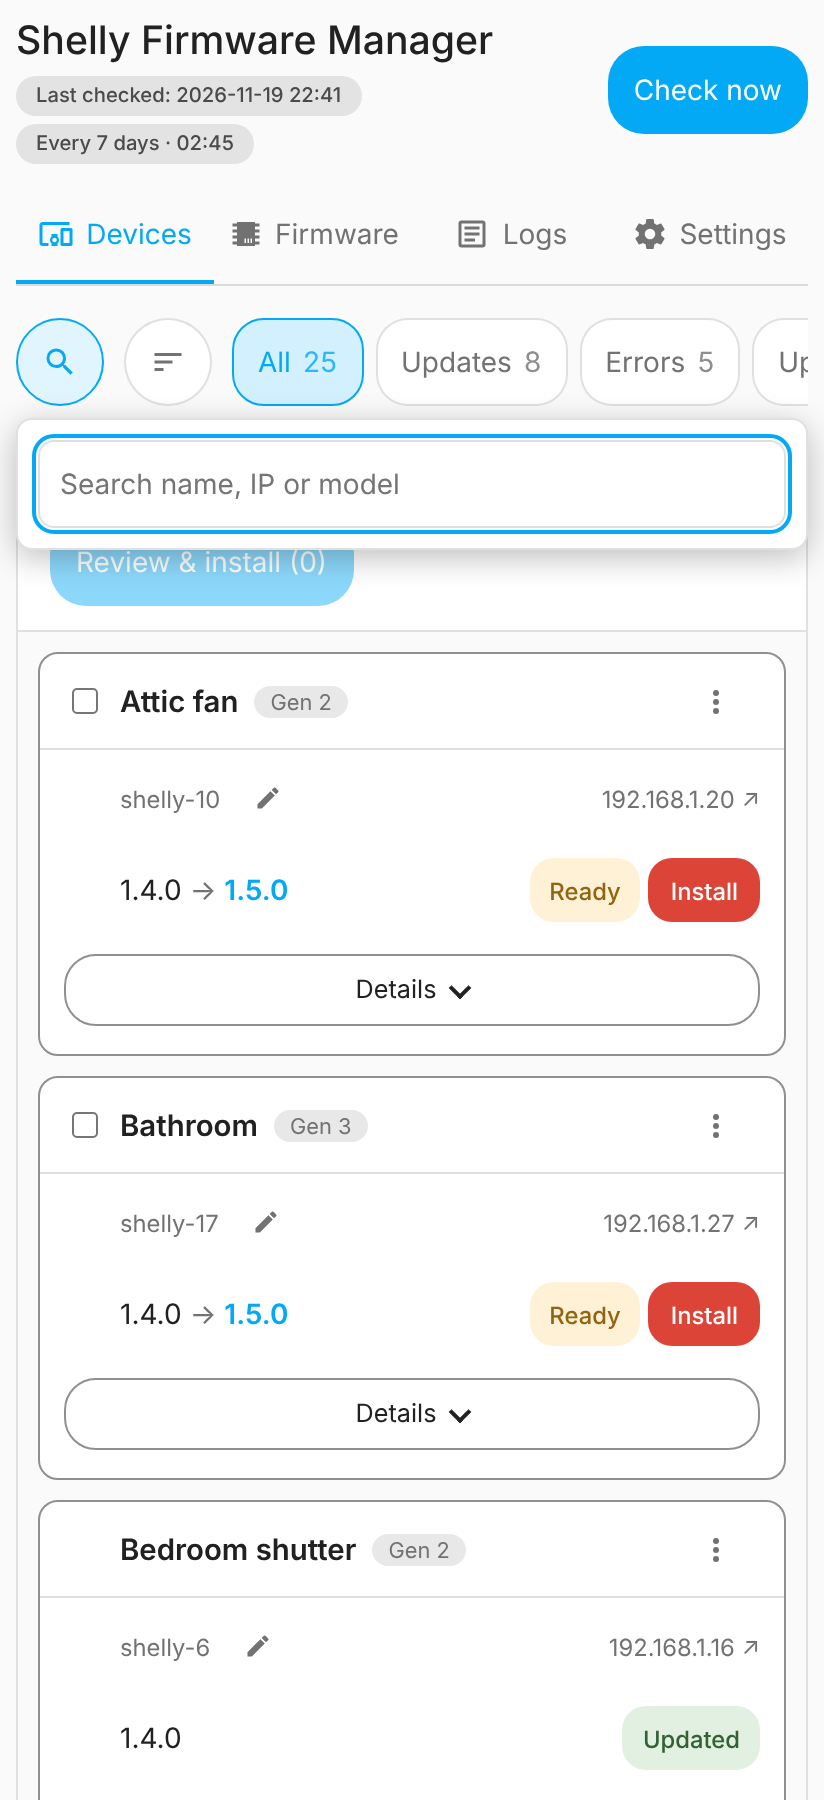 Shelly Firmware Manager
Last checked: 2026-11-19 22:41
Every 7 days · 02:45
Check now
Devices
Firmware
Logs
Settings
All 25
Updates 8
Errors 5
Up
Search name, IP or model
Review & install (0)
Attic fan Gen 2
shelly-10 192.168.1.20
1.4.0 → 1.5.0 Ready Install
Details
Bathroom Gen 3
shelly-17 192.168.1.27
1.4.0 → 1.5.0 Ready Install
Details
Bedroom shutter Gen 2
shelly-6 192.168.1.16
1.4.0 Updated